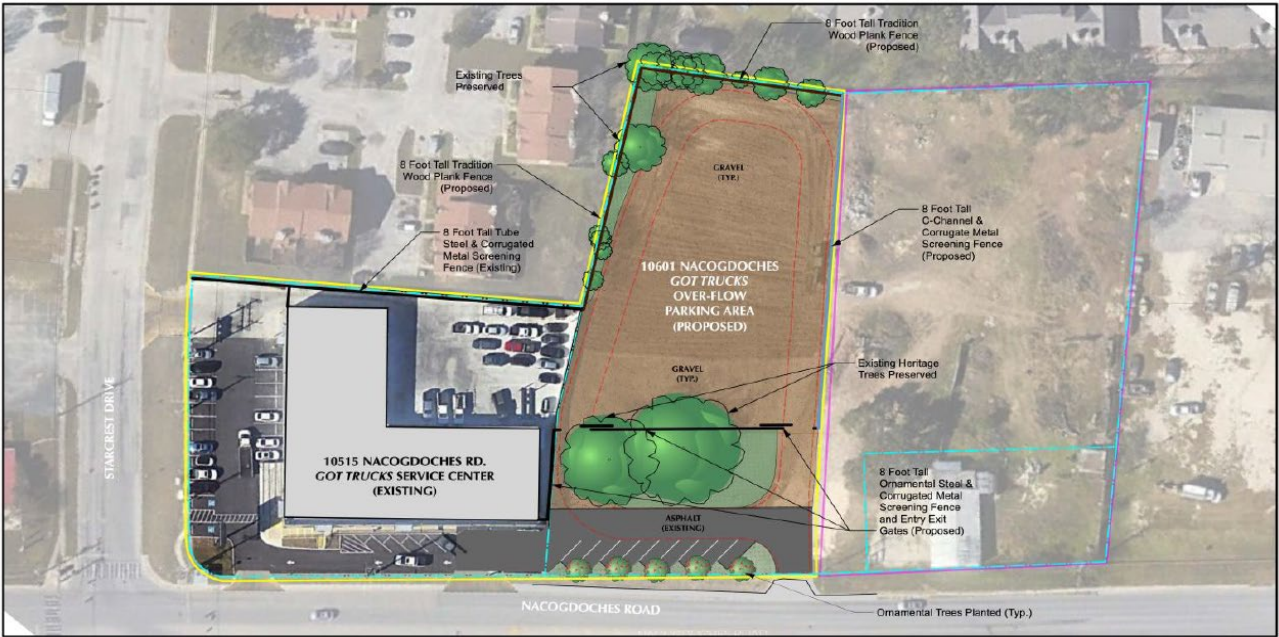 8 Foot Tall Tradition
Wood Plank Fence
(Proposed)
Existing Trees
Preserved
8 Foot Tall Tradition
Wood Plank Fence
(Proposed)
GRAVEL
(TYP.)
8 Foot Tall
C-Channel &
Corrugate Metal
Screening Fence
(Proposed)
8 Foot Tall Tube
Steel & Corrugated
Metal Screening
Fence (Existing)
10601 NACOGDOCHES
GOT TRUCKS
OVER-FLOW
PARKING AREA
(PROPOSED)
GRAVEL
(TYP.)
Existing Heritage
Trees Preserved
STARCREST DRIVE
10515 NACOGDOCHES RD.
GOT TRUCKS SERVICE CENTER
(EXISTING)
8 Foot Tall
Ornamental Steel &
Corrugated Metal
Screening Fence
and Entry Exit
Gates (Proposed)
ASPHALT
(EXISTING)
NACOGDOCHES ROAD
Ornamental Trees Planted (Typ.)